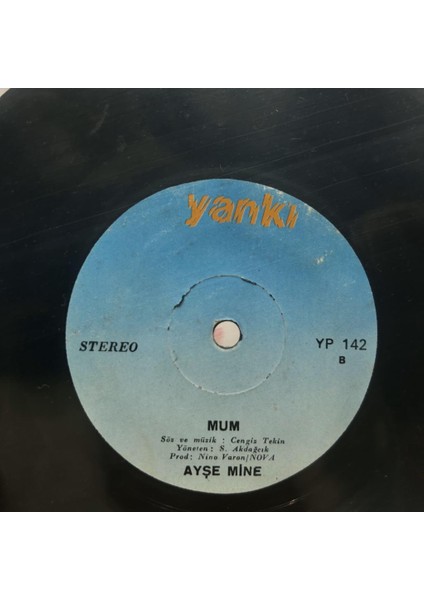 yankı
STEREO
YP 142
B
MUM
Söz ve müzik : Cengiz Tekin
Yöneten : S. Akdağcık
Prod: Nino Varon/NOVA
AYŞE MİNE